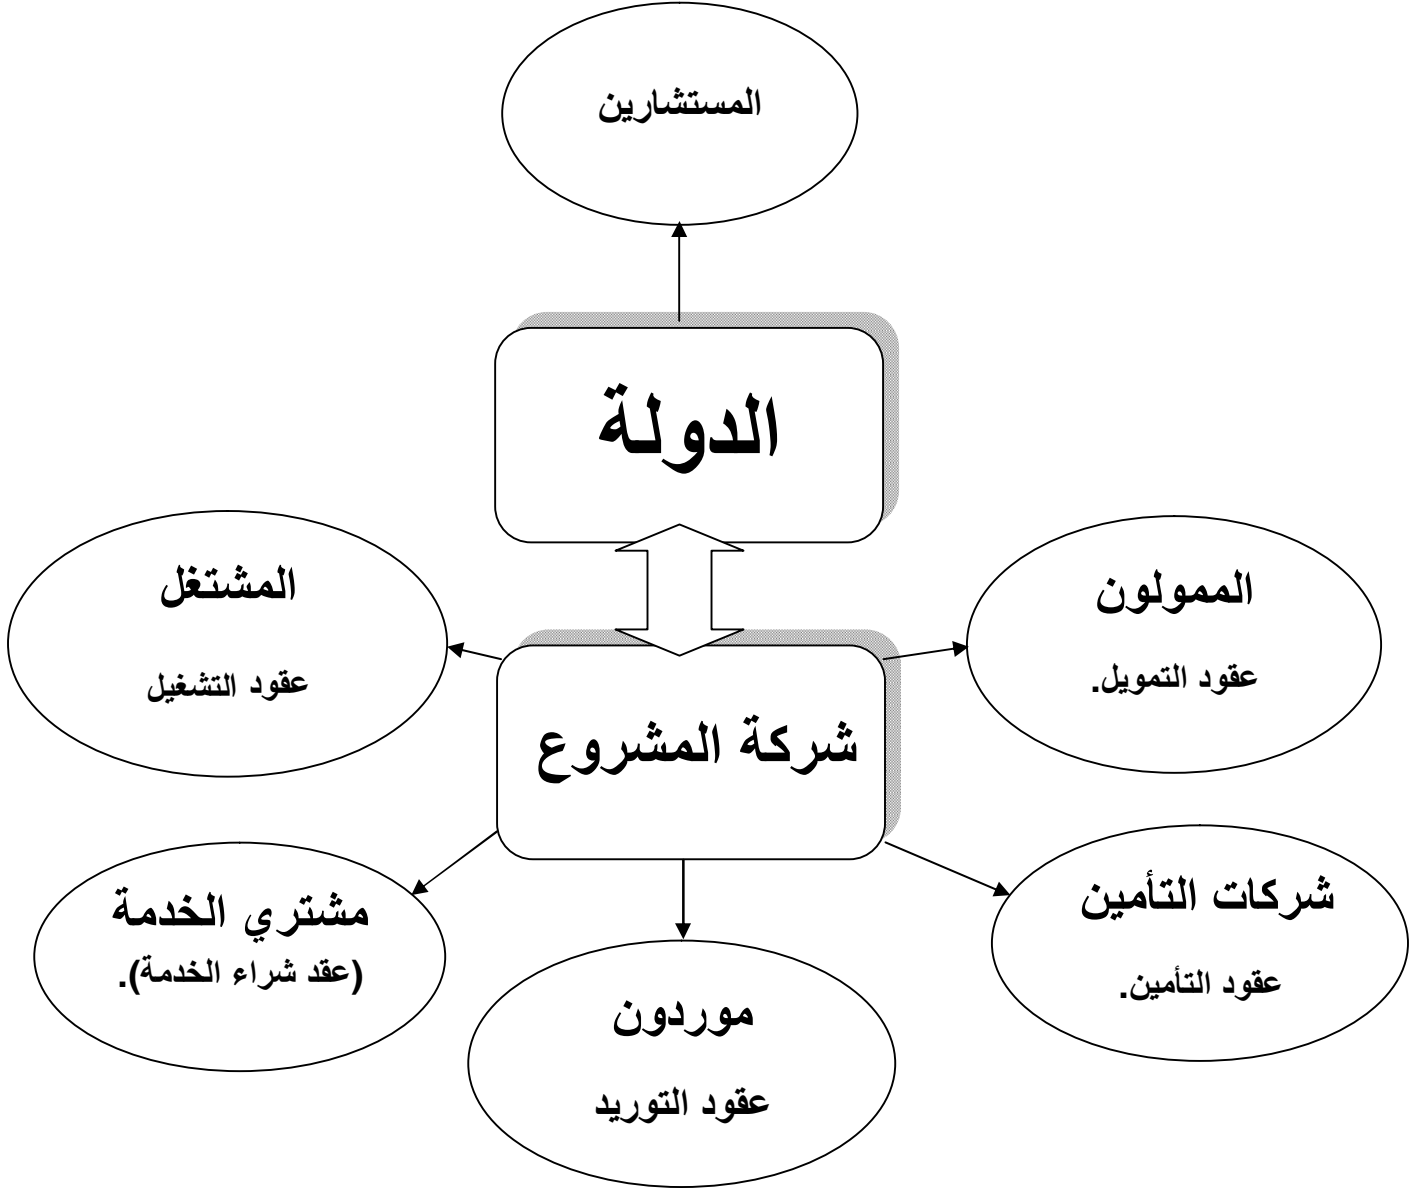 المستشارين
الدولة
الممولون
عقود التمويل.
المشتغل
عقود التشغيل
شركة المشروع
شركات التأمين
عقود التأمين.
مشتري الخدمة
(عقد شراء الخدمة).
موردون
عقود التوريد